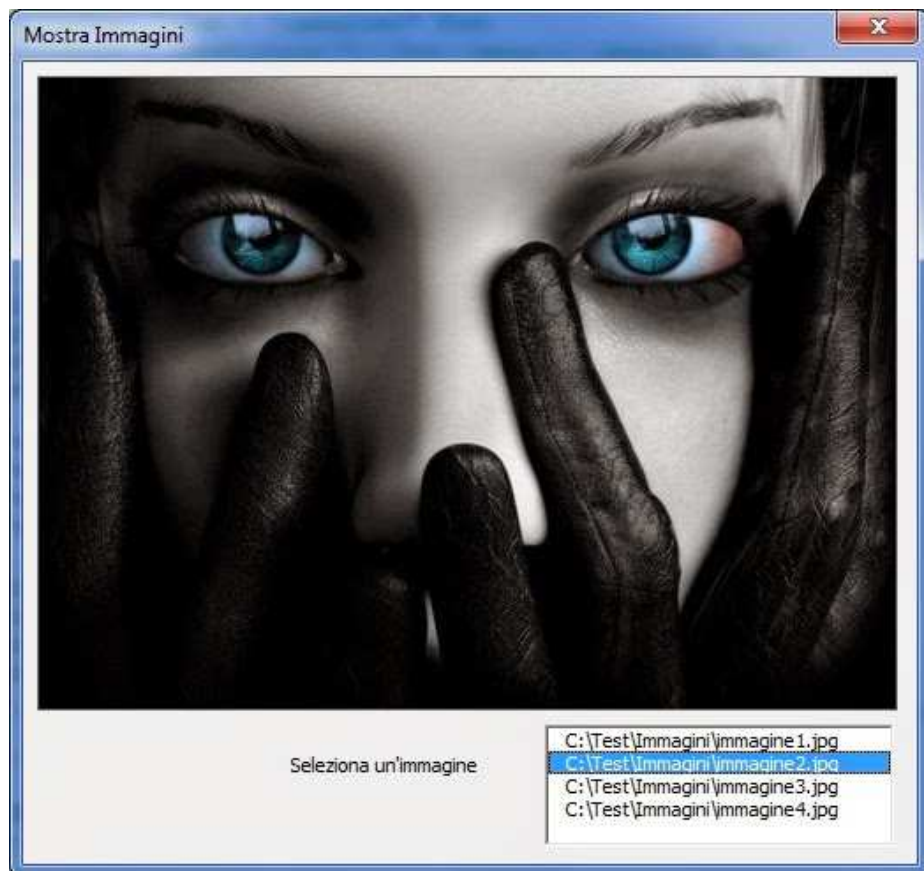 Mostra Immagini
Seleziona un'immagine
C:\Test\Immagini\immagine1.jpg
C:\Test\Immagini\immagine2.jpg
C:\Test\Immagini\immagine3.jpg
C:\Test\Immagini\immagine4.jpg